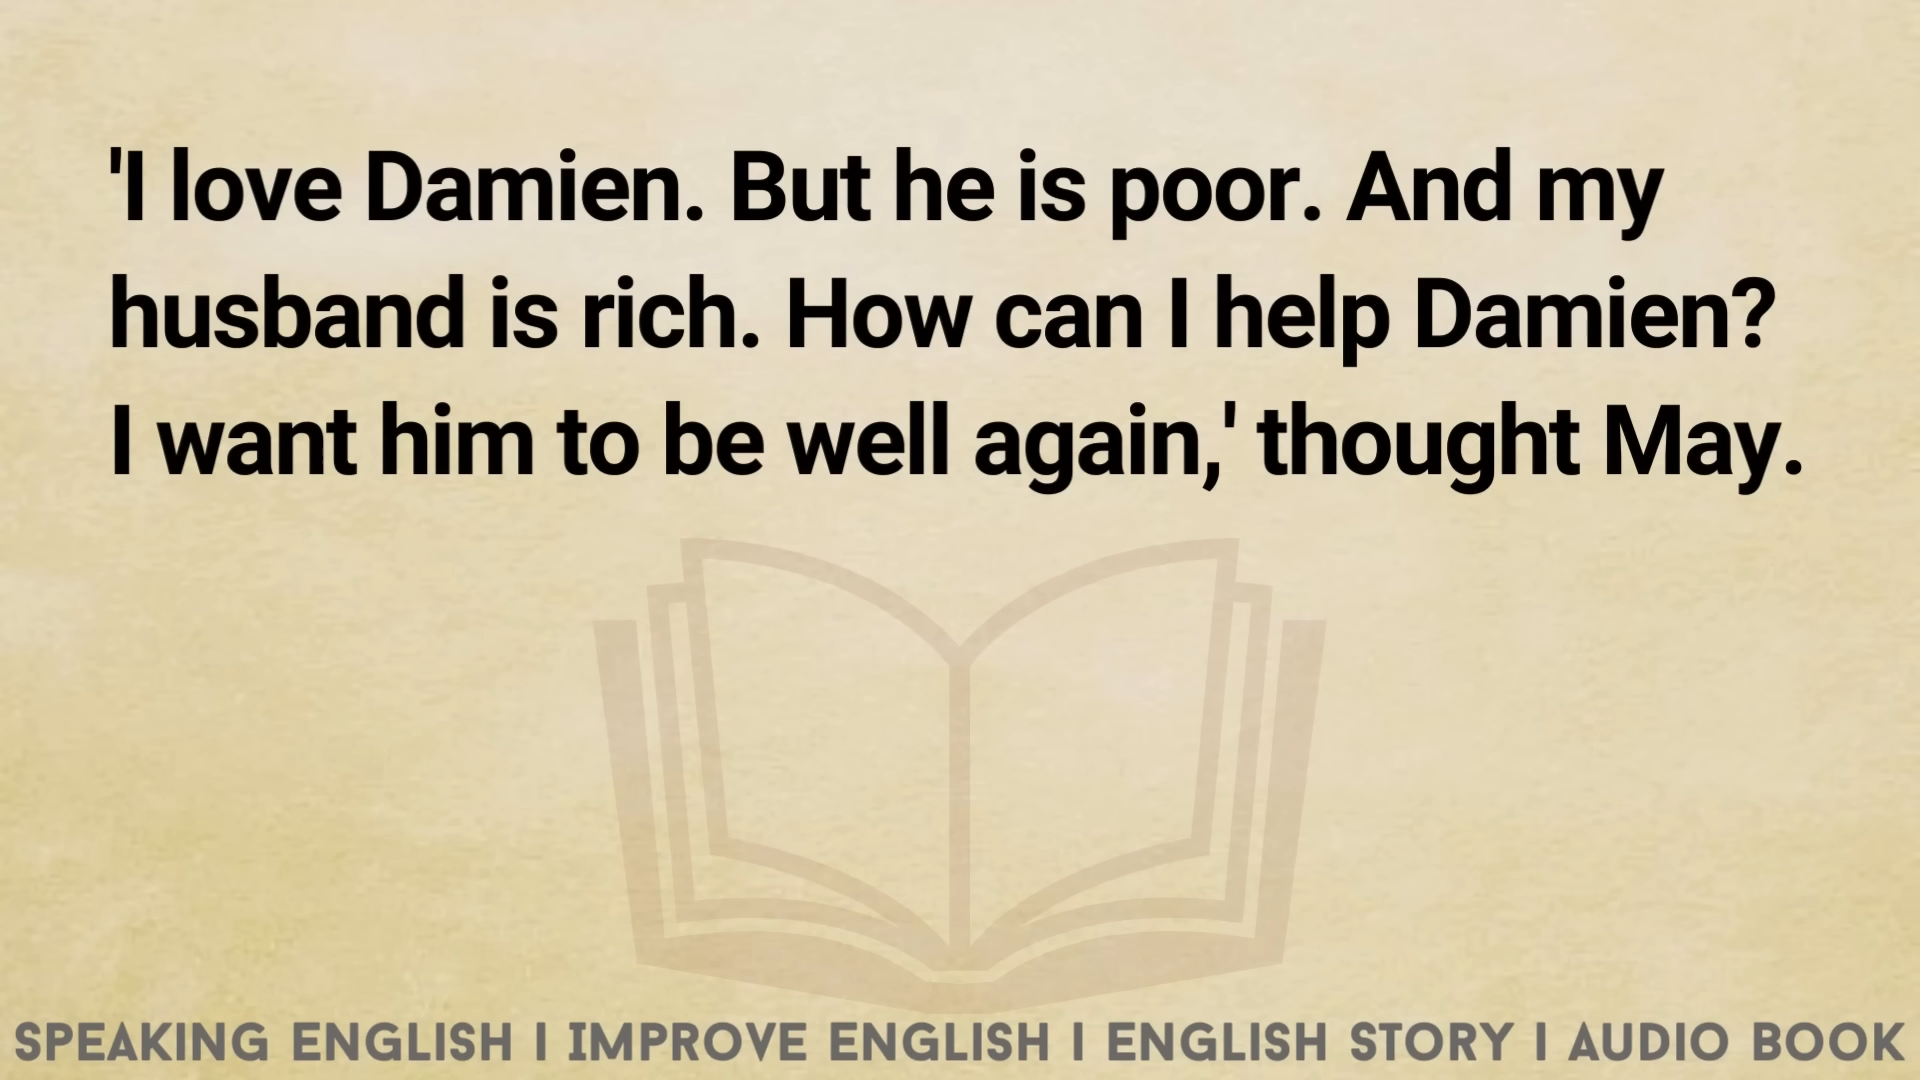 'I love Damien. But he is poor. And my
husband is rich. How can I help Damien?
I want him to be well again,' thought May.
SPEAKING ENGLISH I IMPROVE ENGLISH I ENGLISH STORY I AUDIO BOOK